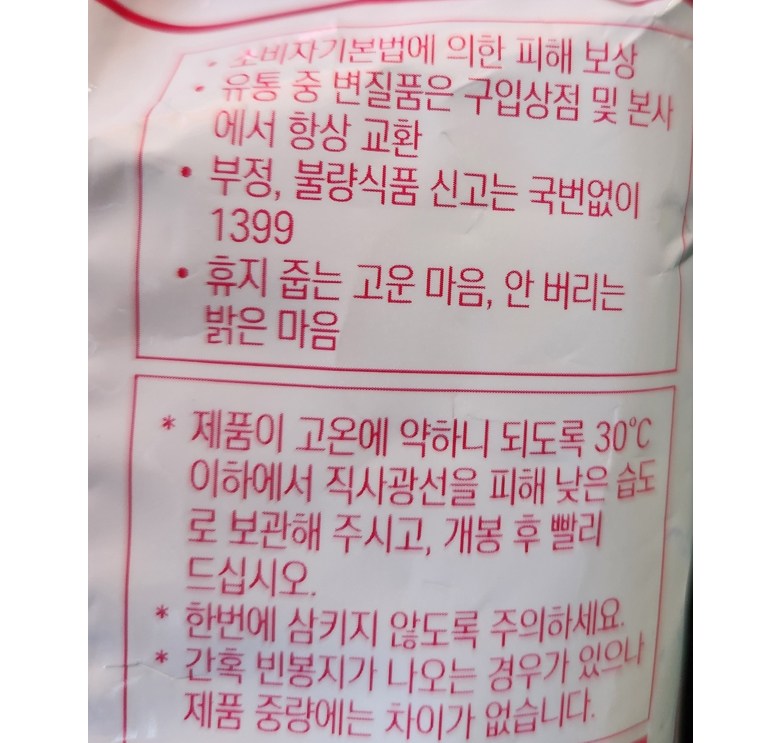 • 소비자기본법에 의한 피해 보상
• 유통 중 변질품은 구입상점 및 본사
에서 항상 교환
• 부정, 불량식품 신고는 국번없이
1399
• 휴지 줍는 고운 마음, 안 버리는
밝은 마음
* 제품이 고온에 약하니 되도록 30℃
이하에서 직사광선을 피해 낮은 습도
로 보관해 주시고, 개봉 후 빨리
드십시오.
* 한번에 삼키지 않도록 주의하세요.
* 간혹 빈봉지가 나오는 경우가 있으나
제품 중량에는 차이가 없습니다.